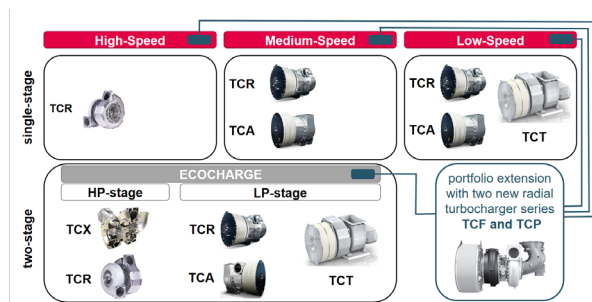 High-Speed
Medium-Speed
Low-Speed
single-stage
TCR
TCR
TCA
TCR
TCA
TCT
two-stage
ECOCHARGE
HP-stage
LP-stage
TCX
TCR
TCR
TCA
TCT
portfolio extension
with two new radial
turbocharger series
TCF and TCP